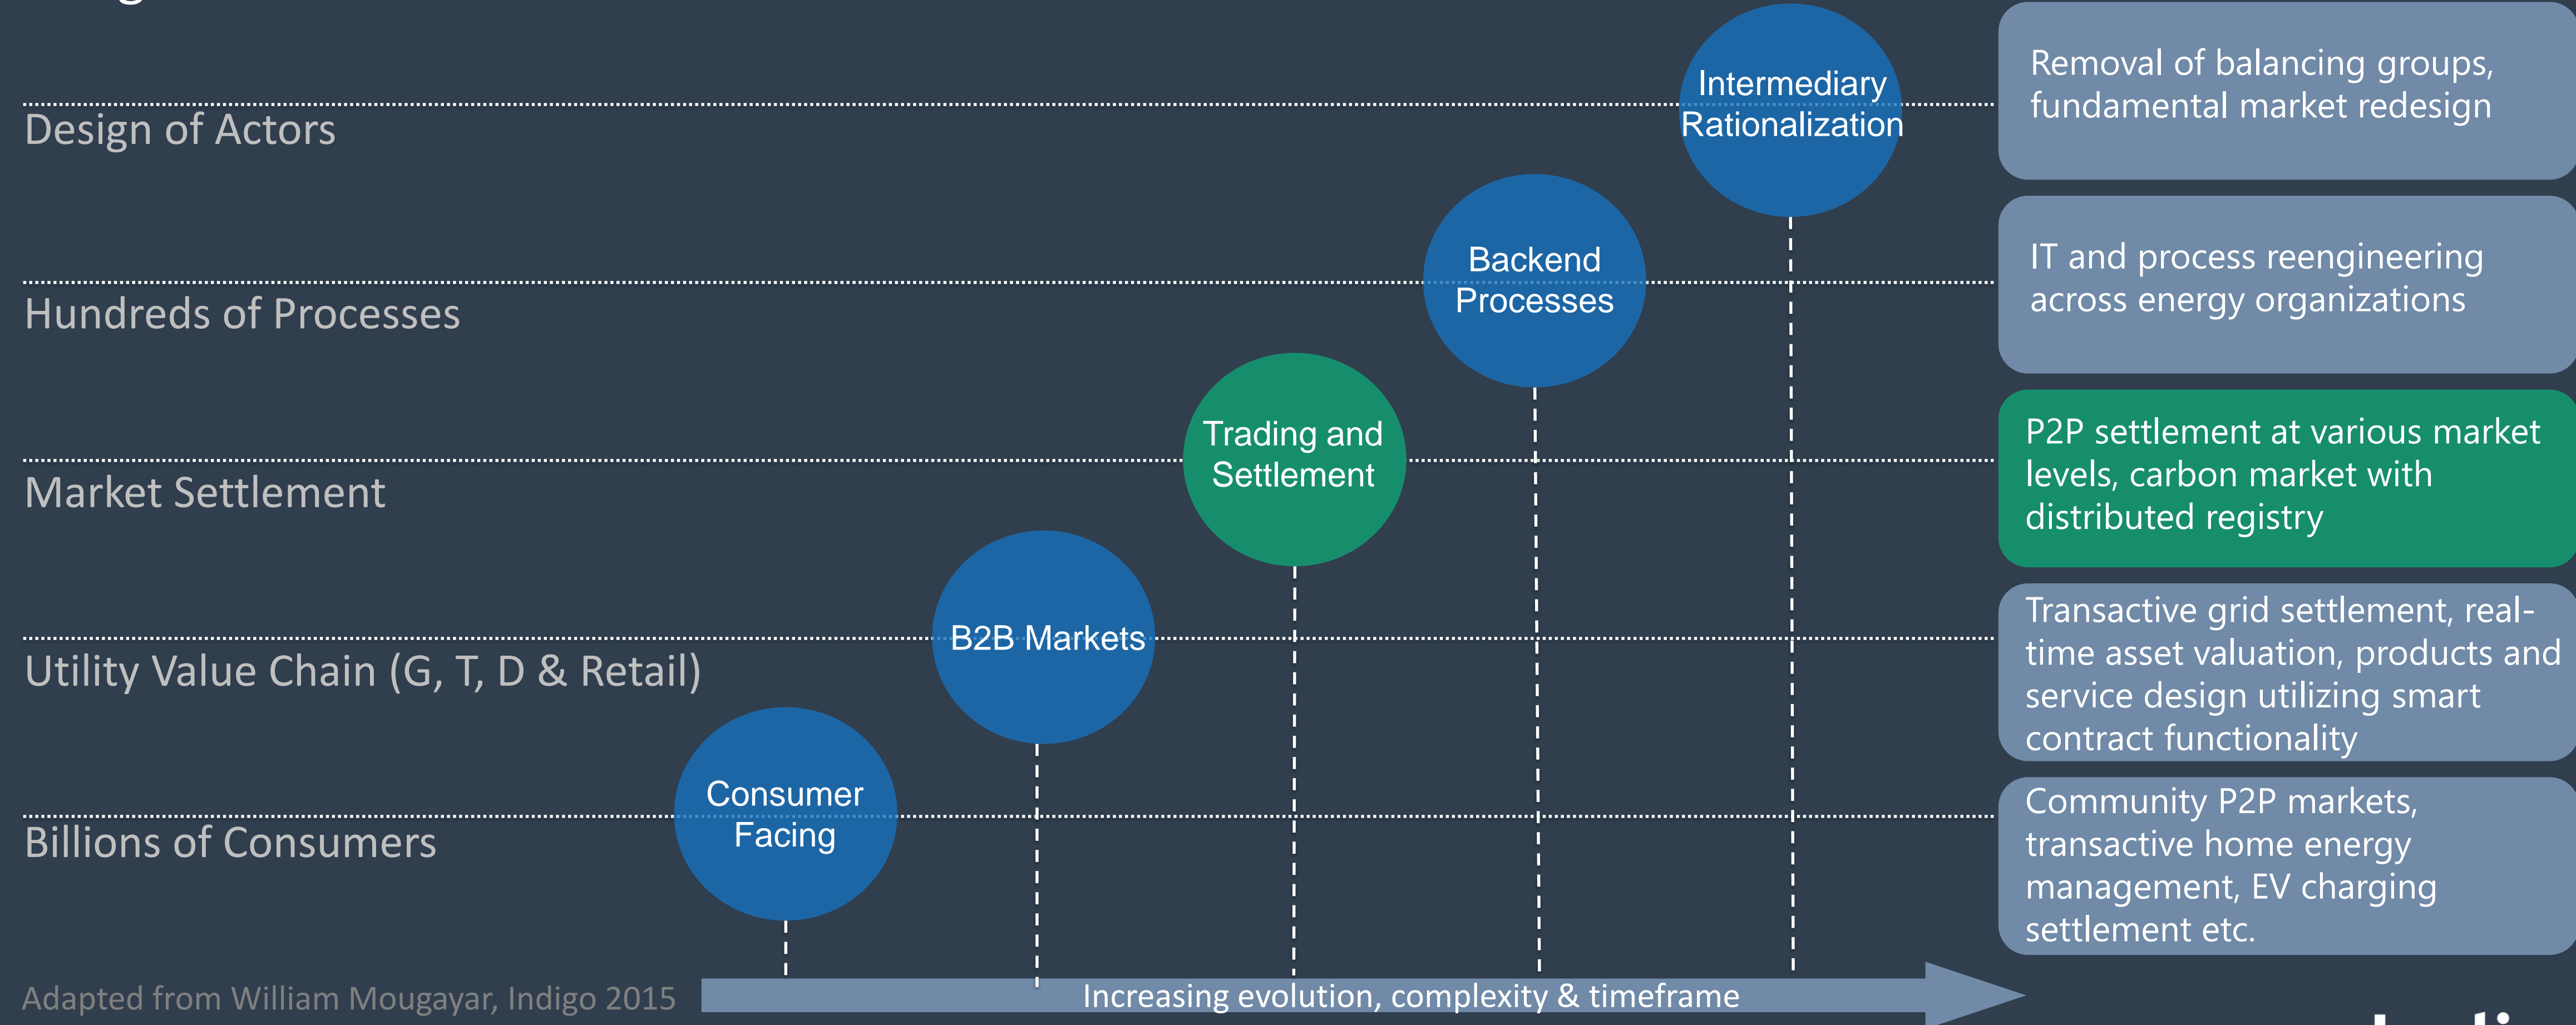 Intermediary
Rationalization
Removal of balancing groups,
fundamental market redesign
Design of Actors
Backend
Processes
IT and process reengineering
across energy organizations
Hundreds of Processes
Trading and
Settlement
P2P settlement at various market
levels, carbon market with
distributed registry
Market Settlement
B2B Markets
Transactive grid settlement, real-
time asset valuation, products and
service design utilizing smart
contract functionality
Utility Value Chain (G, T, D & Retail)
Consumer
Facing
Community P2P markets,
transactive home energy
management, EV charging
settlement etc.
Billions of Consumers
Adapted from William Mougayar, Indigo 2015
Increasing evolution, complexity & timeframe